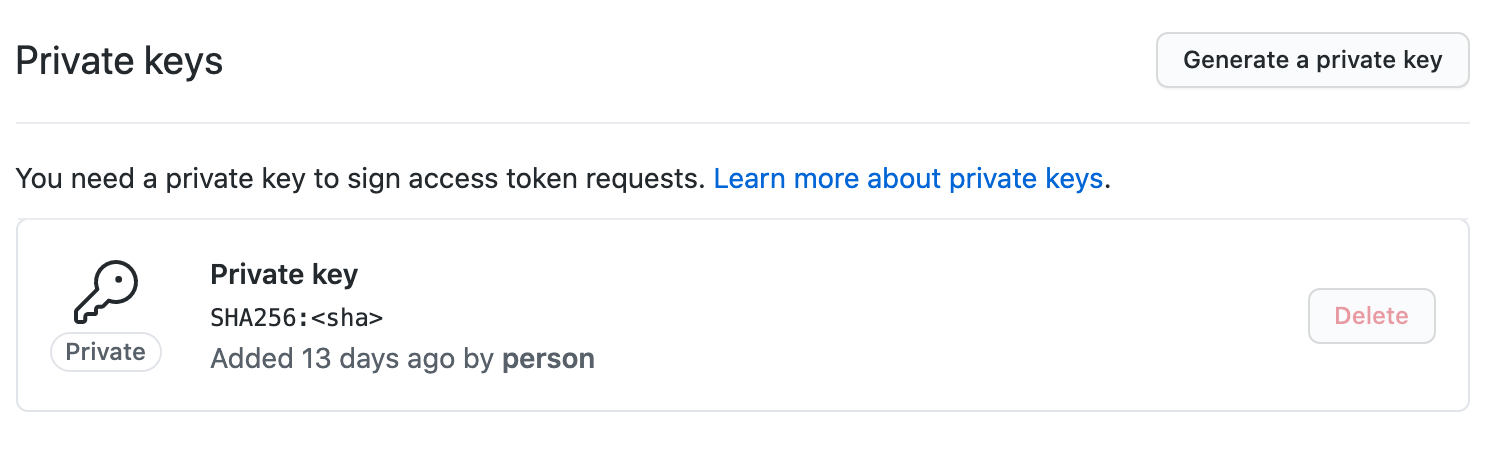 Private keys
Generate a private key
You need a private key to sign access token requests. Learn more about private keys.
Private key
SHA256:<sha>
Private
Added 13 days ago by person
Delete